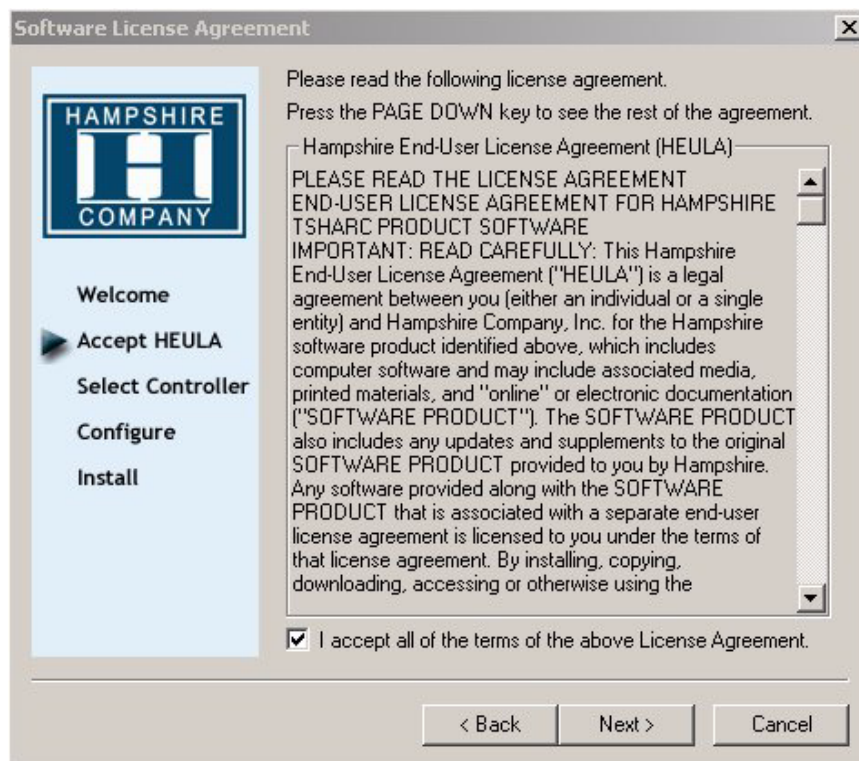 Software License Agreement
Please read the following license agreement.
Press the PAGE DOWN key to see the rest of the agreement.
HAMPSHIRE
H
COMPANY
Welcome
Accept HEULA
Select Controller
Configure
Install
Hampshire End-User License Agreement (HEULA)
PLEASE READ THE LICENSE AGREEMENT
END-USER LICENSE AGREEMENT FOR HAMPSHIRE
TSHARC PRODUCT SOFTWARE
IMPORTANT: READ CAREFULLY: This Hampshire
End-User License Agreement ("HEULA") is a legal
agreement between you (either an individual or a single
entity) and Hampshire Company, Inc. for the Hampshire
software product identified above, which includes
computer software and may include associated media,
printed materials, and "online" or electronic documentation
("SOFTWARE PRODUCT"). The SOFTWARE PRODUCT
also includes any updates and supplements to the original
SOFTWARE PRODUCT provided to you by Hampshire.
Any software provided along with the SOFTWARE
PRODUCT that is associated with a separate end-user
license agreement is licensed to you under the terms of
that license agreement. By installing, copying,
downloading, accessing or otherwise using the
I accept all of the terms of the above License Agreement.
< Back
Next >
Cancel